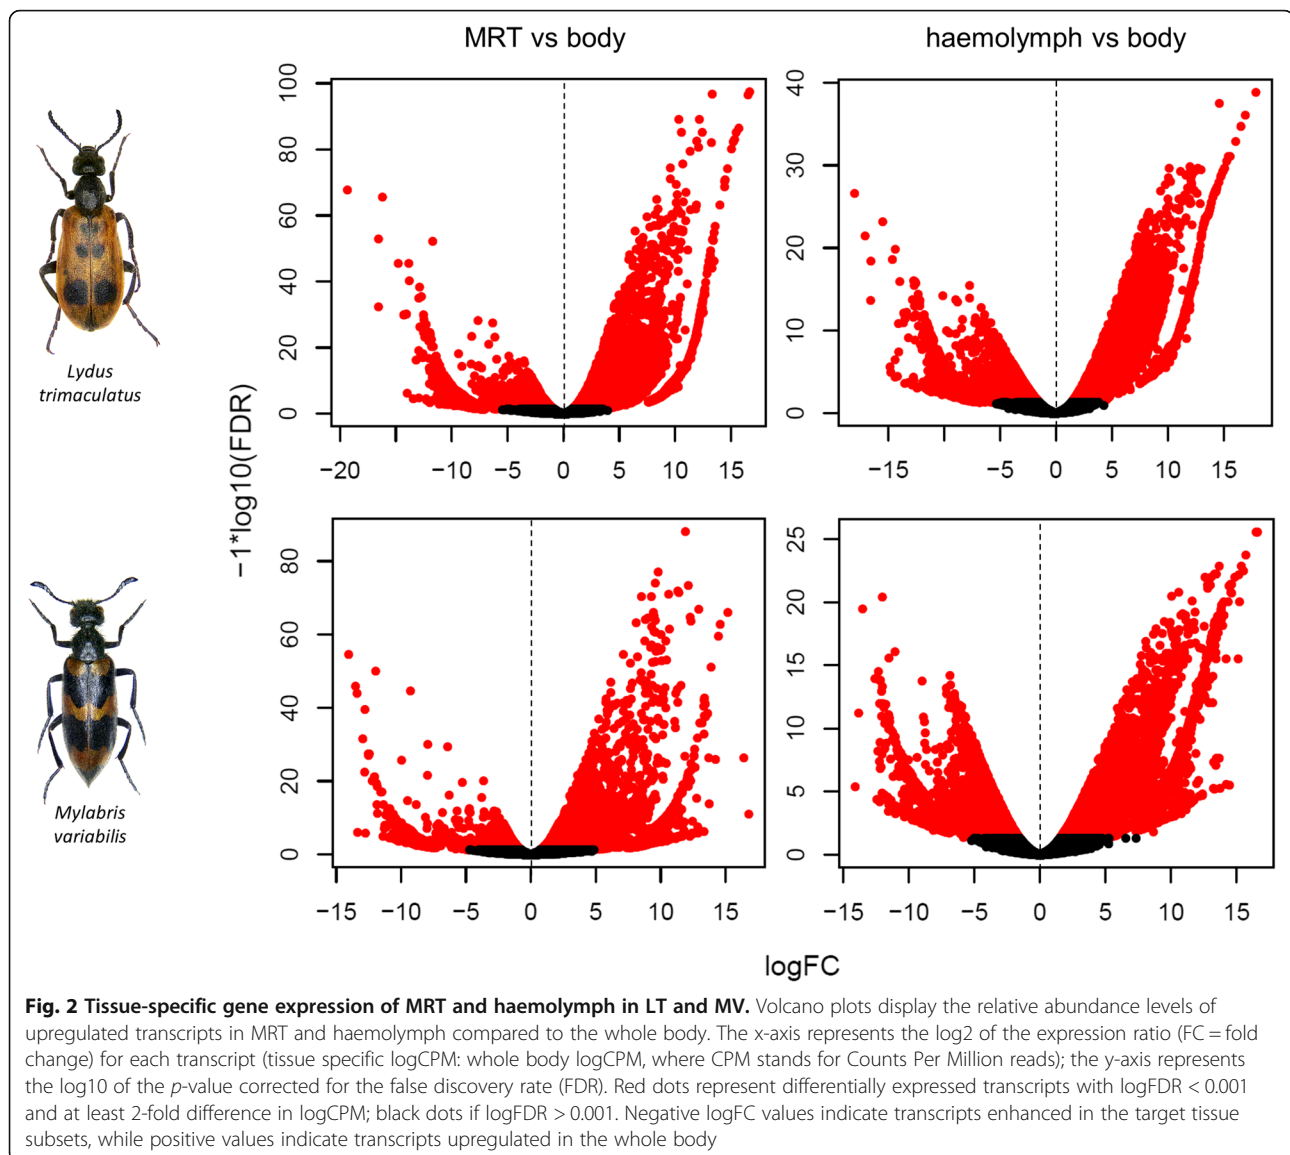 MRT vs body
haemolymph vs body
Lydus
trimaculatus
Mylabris
variabilis
−1*log10(FDR)
100
80
60
40
20
0
−20 −10 −5 0 5 10 15
40
30
20
10
0
−15 −5 0 5 10 15
80
60
40
20
0
−15 −10 −5 0 5 10 15
25
20
15
10
5
0
−15 −10 −5 0 5 10 15
logFC
Fig. 2 Tissue-specific gene expression of MRT and haemolymph in LT and MV. Volcano plots display the relative abundance levels of
upregulated transcripts in MRT and haemolymph compared to the whole body. The x-axis represents the log2 of the expression ratio (FC = fold
change) for each transcript (tissue specific logCPM: whole body logCPM, where CPM stands for Counts Per Million reads); the y-axis represents
the log10 of the p-value corrected for the false discovery rate (FDR). Red dots represent differentially expressed transcripts with logFDR < 0.001
and at least 2-fold difference in logCPM; black dots if logFDR > 0.001. Negative logFC values indicate transcripts enhanced in the target tissue
subsets, while positive values indicate transcripts upregulated in the whole body